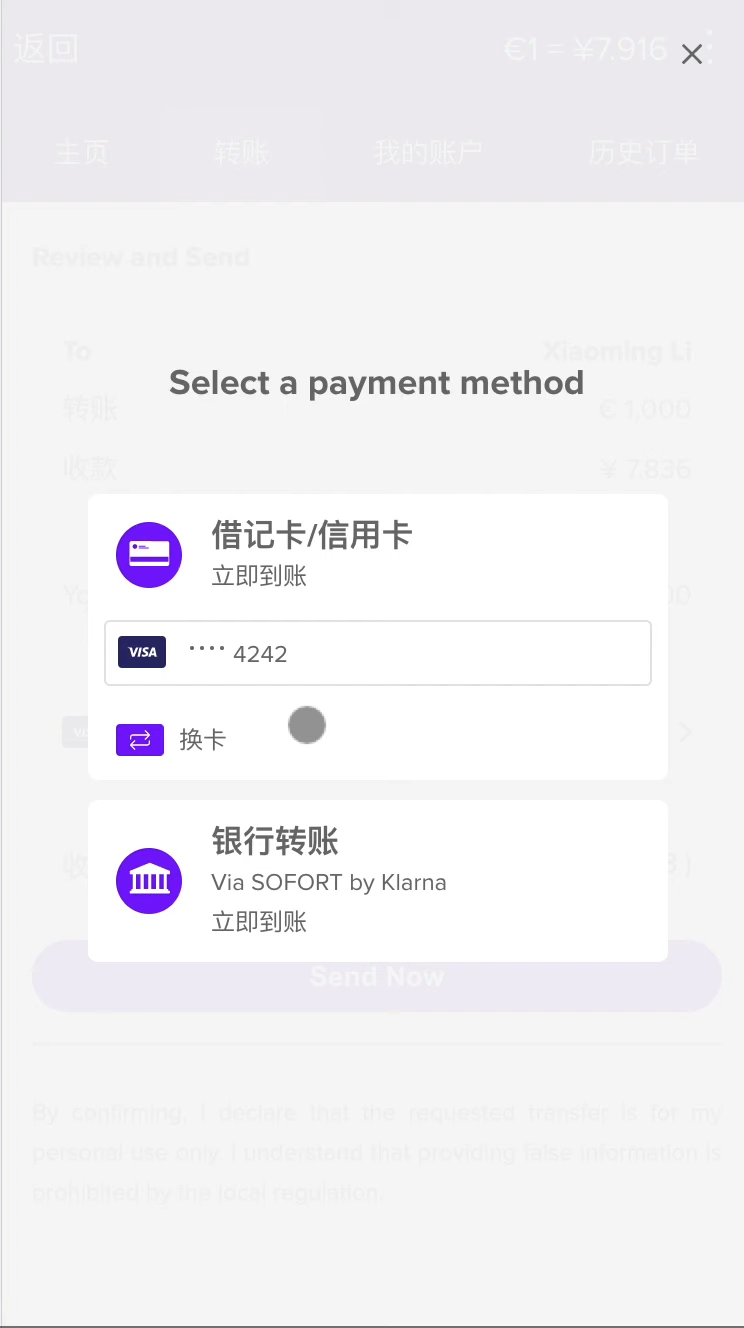 返回
€1 = ¥7.916
主页 转账 我的账户 历史订单
Review and Send
To Xiaoming Li
转账 € 1,000
收款 ¥ 7,836
Select a payment method
借记卡/信用卡
立即到账
VISA •••• 4242
换卡
银行转账
Via SOFORT by Klarna
立即到账
Send Now
By confirming, I declare that the requested transfer is for my
personal use only. I understand that providing false information is
prohibited by the local regulation.